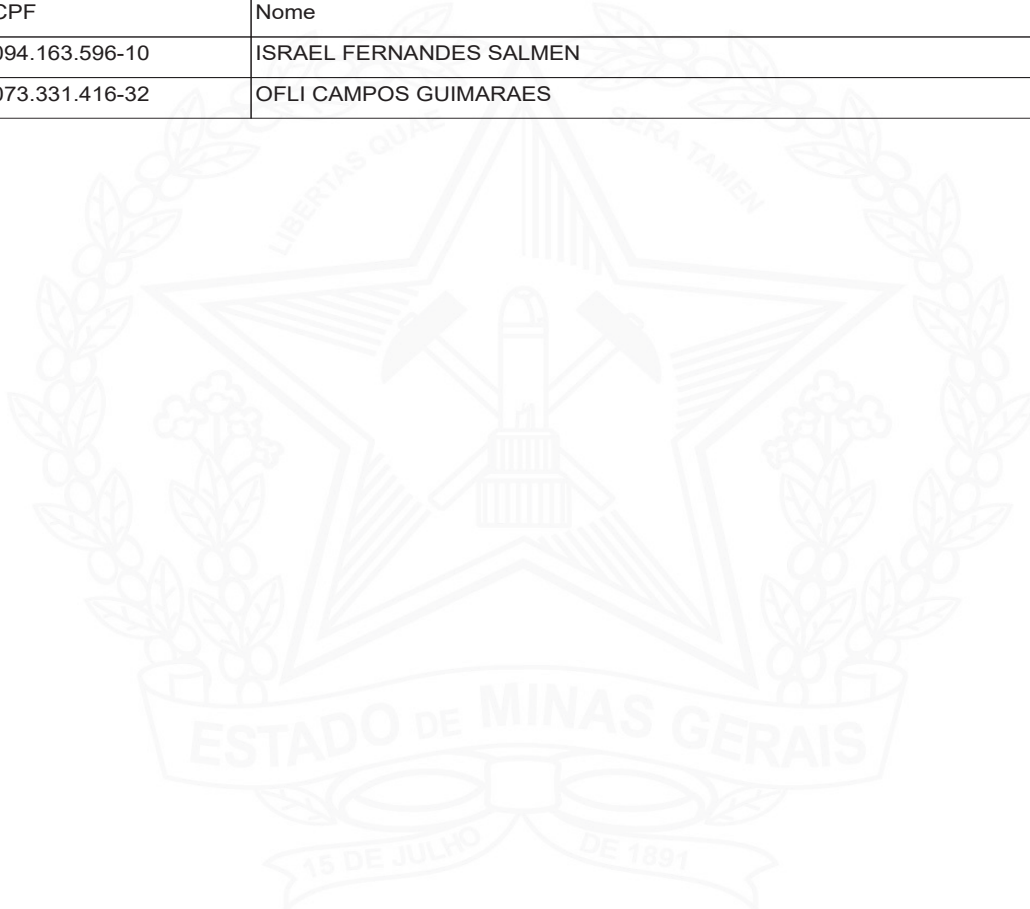 CPF Nome
094.163.596-10 ISRAEL FERNANDES SALMEN
073.331.416-32 OFLI CAMPOS GUIMARAES
LIBERTAS QUAE SERA TAMEN
ESTADO DE MINAS GERAIS
15 DE JULHO DE 1891